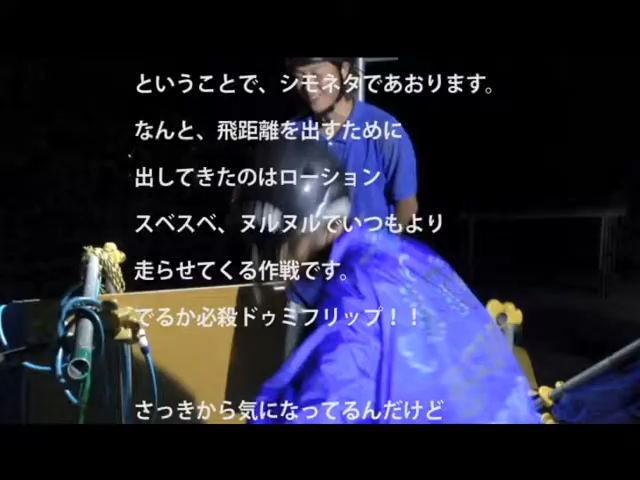 ということで、シモネタであおります。
なんと、飛距離を出すために
出してきたのはローション
スベスベ、ヌルヌルでいつもより
走らせてくる作戦です。
でるか必殺ドゥミフリップ！！
さっきから気になってるんだけど